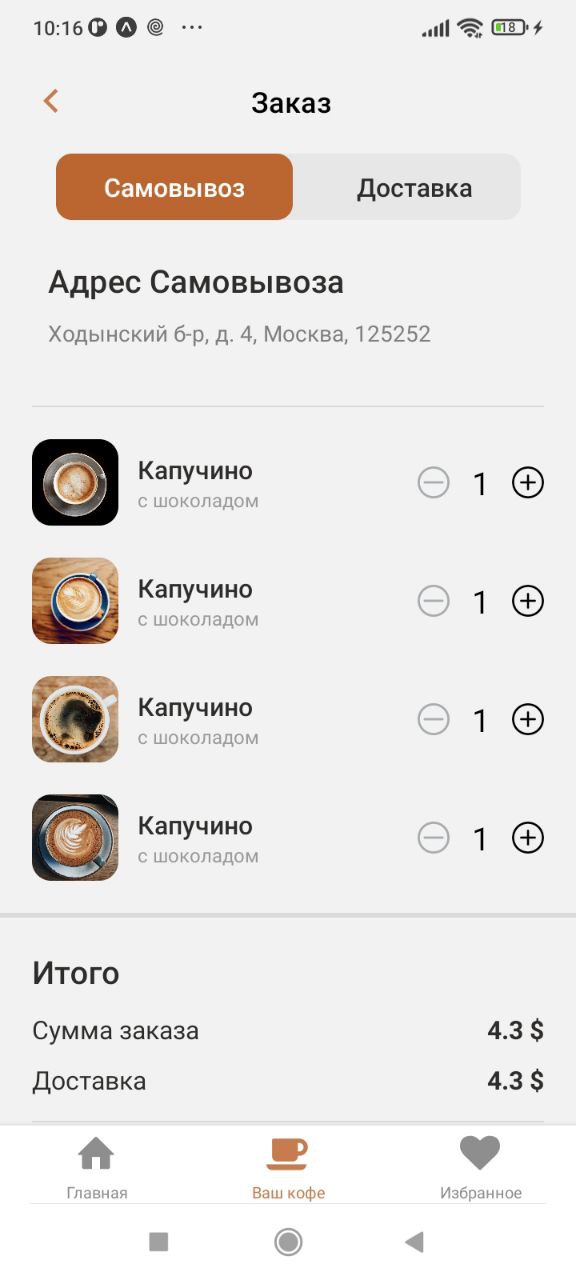 10:16
18
Заказ
Самовывоз
Доставка
Адрес Самовывоза
Ходынский б-р, д. 4, Москва, 125252
Капучино
с шоколадом
1
Капучино
с шоколадом
1
Капучино
с шоколадом
1
Капучино
с шоколадом
1
Итого
Сумма заказа 4.3 $
Доставка 4.3 $
Главная
Ваш кофе
Избранное